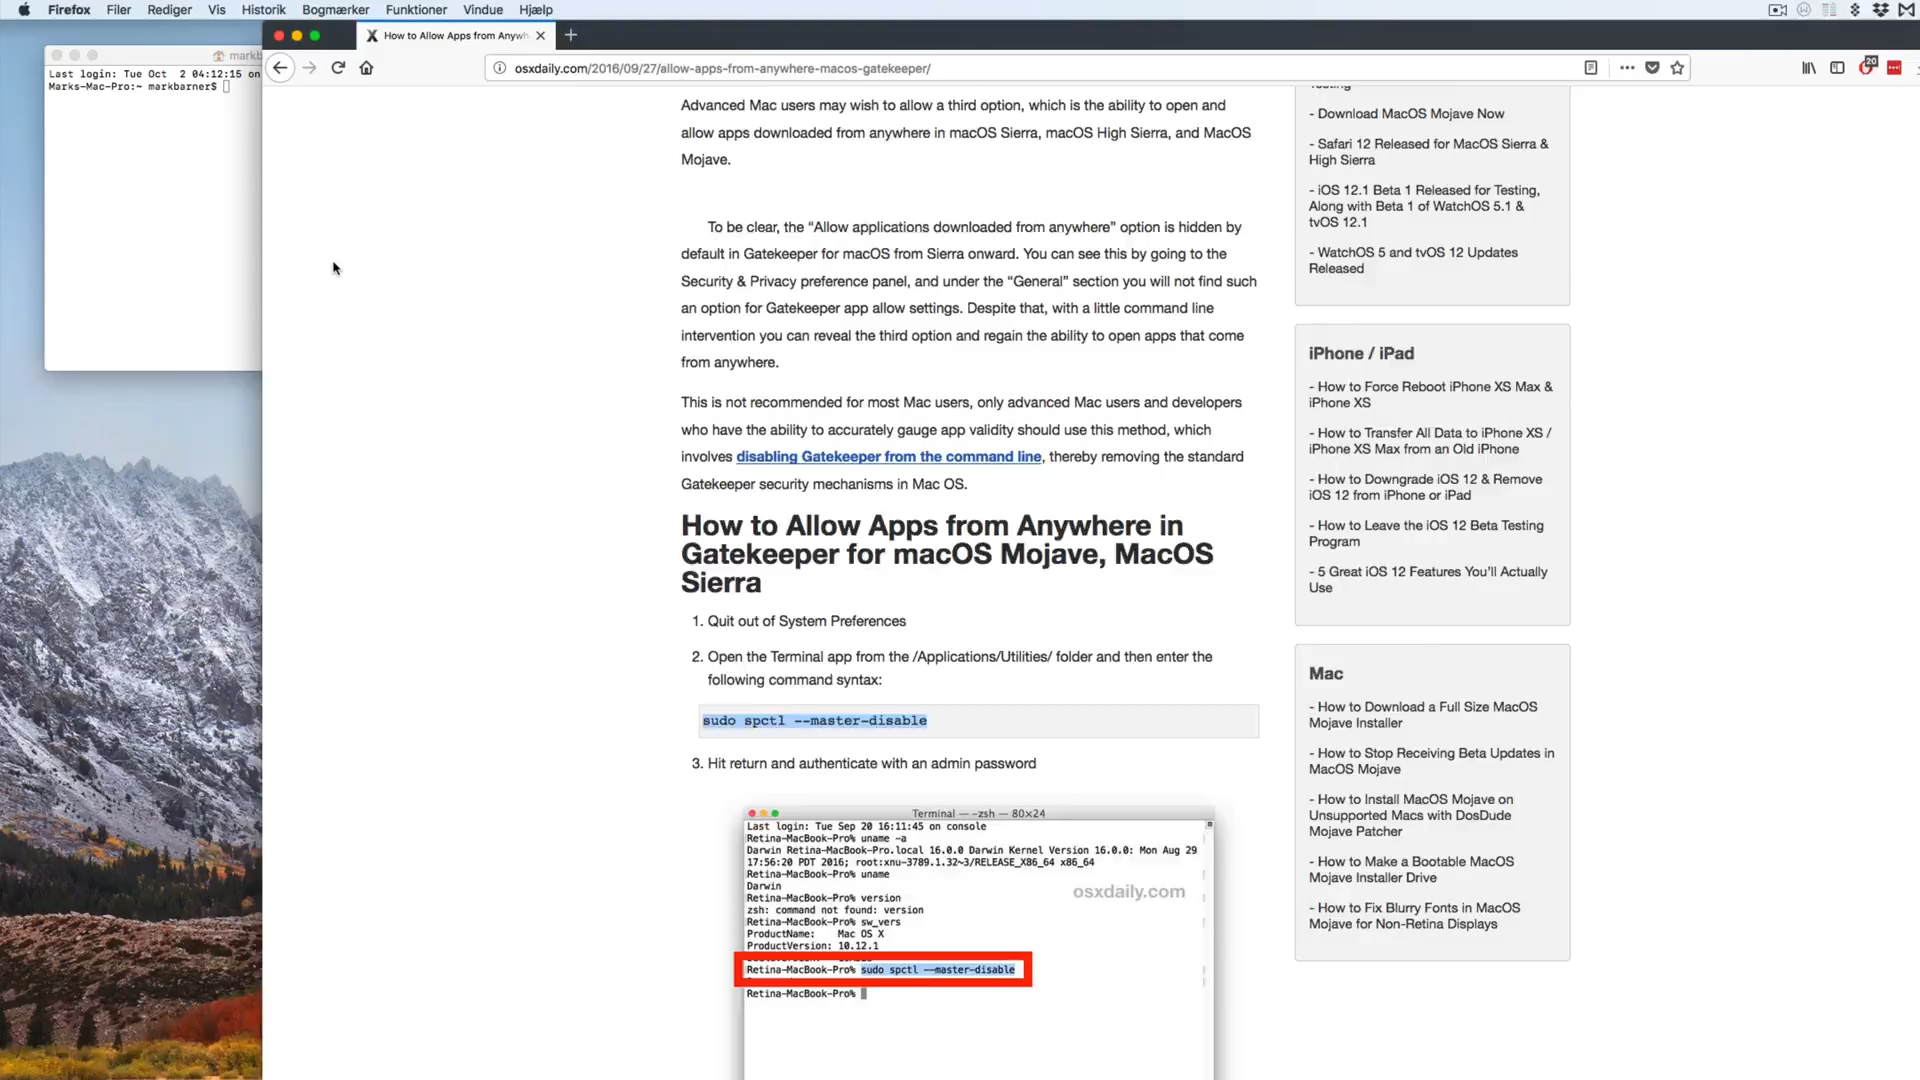 Firefox Filer Rediger Vis Historik Bogmærker Funktioner Vindue Hjælp
How to Allow Apps from Anywh
osxdaily.com/2016/09/27/allow-apps-from-anywhere-macos-gatekeeper/
20
Last login: Tue Oct  2 04:12:15 on
Marks-Mac-Pro:~ markbarner$
Advanced Mac users may wish to allow a third option, which is the ability to open and
allow apps downloaded from anywhere in macOS Sierra, macOS High Sierra, and MacOS
Mojave.
To be clear, the “Allow applications downloaded from anywhere” option is hidden by
default in Gatekeeper for macOS from Sierra onward. You can see this by going to the
Security & Privacy preference panel, and under the “General” section you will not find such
an option for Gatekeeper app allow settings. Despite that, with a little command line
intervention you can reveal the third option and regain the ability to open apps that come
from anywhere.
This is not recommended for most Mac users, only advanced Mac users and developers
who have the ability to accurately gauge app validity should use this method, which
involves disabling Gatekeeper from the command line, thereby removing the standard
Gatekeeper security mechanisms in Mac OS.
How to Allow Apps from Anywhere in
Gatekeeper for macOS Mojave, MacOS
Sierra
1. Quit out of System Preferences
2. Open the Terminal app from the /Applications/Utilities/ folder and then enter the
following command syntax:
sudo spctl --master-disable
3. Hit return and authenticate with an admin password
Terminal — -zsh — 80×24
Last login: Tue Sep 20 16:11:45 on console
Retina-MacBook-Pro% uname -a
Darwin Retina-MacBook-Pro.local 16.0.0 Darwin Kernel Version 16.0.0: Mon Aug 29
17:56:20 PDT 2016; root:xnu-3789.1.32~3/RELEASE_X86_64 x86_64
Retina-MacBook-Pro% uname
Darwin
Retina-MacBook-Pro% version
zsh: command not found: version
Retina-MacBook-Pro% sw_vers
ProductName:    Mac OS X
ProductVersion: 10.12.1
Retina-MacBook-Pro% sudo spctl --master-disable
Retina-MacBook-Pro%
osxdaily.com
Testing
- Download MacOS Mojave Now
- Safari 12 Released for MacOS Sierra &
High Sierra
- iOS 12.1 Beta 1 Released for Testing,
Along with Beta 1 of WatchOS 5.1 &
tvOS 12.1
- WatchOS 5 and tvOS 12 Updates
Released
iPhone / iPad
- How to Force Reboot iPhone XS Max &
iPhone XS
- How to Transfer All Data to iPhone XS /
iPhone XS Max from an Old iPhone
- How to Downgrade iOS 12 & Remove
iOS 12 from iPhone or iPad
- How to Leave the iOS 12 Beta Testing
Program
- 5 Great iOS 12 Features You’ll Actually
Use
Mac
- How to Download a Full Size MacOS
Mojave Installer
- How to Stop Receiving Beta Updates in
MacOS Mojave
- How to Install MacOS Mojave on
Unsupported Macs with DosDude
Mojave Patcher
- How to Make a Bootable MacOS
Mojave Installer Drive
- How to Fix Blurry Fonts in MacOS
Mojave for Non-Retina Displays